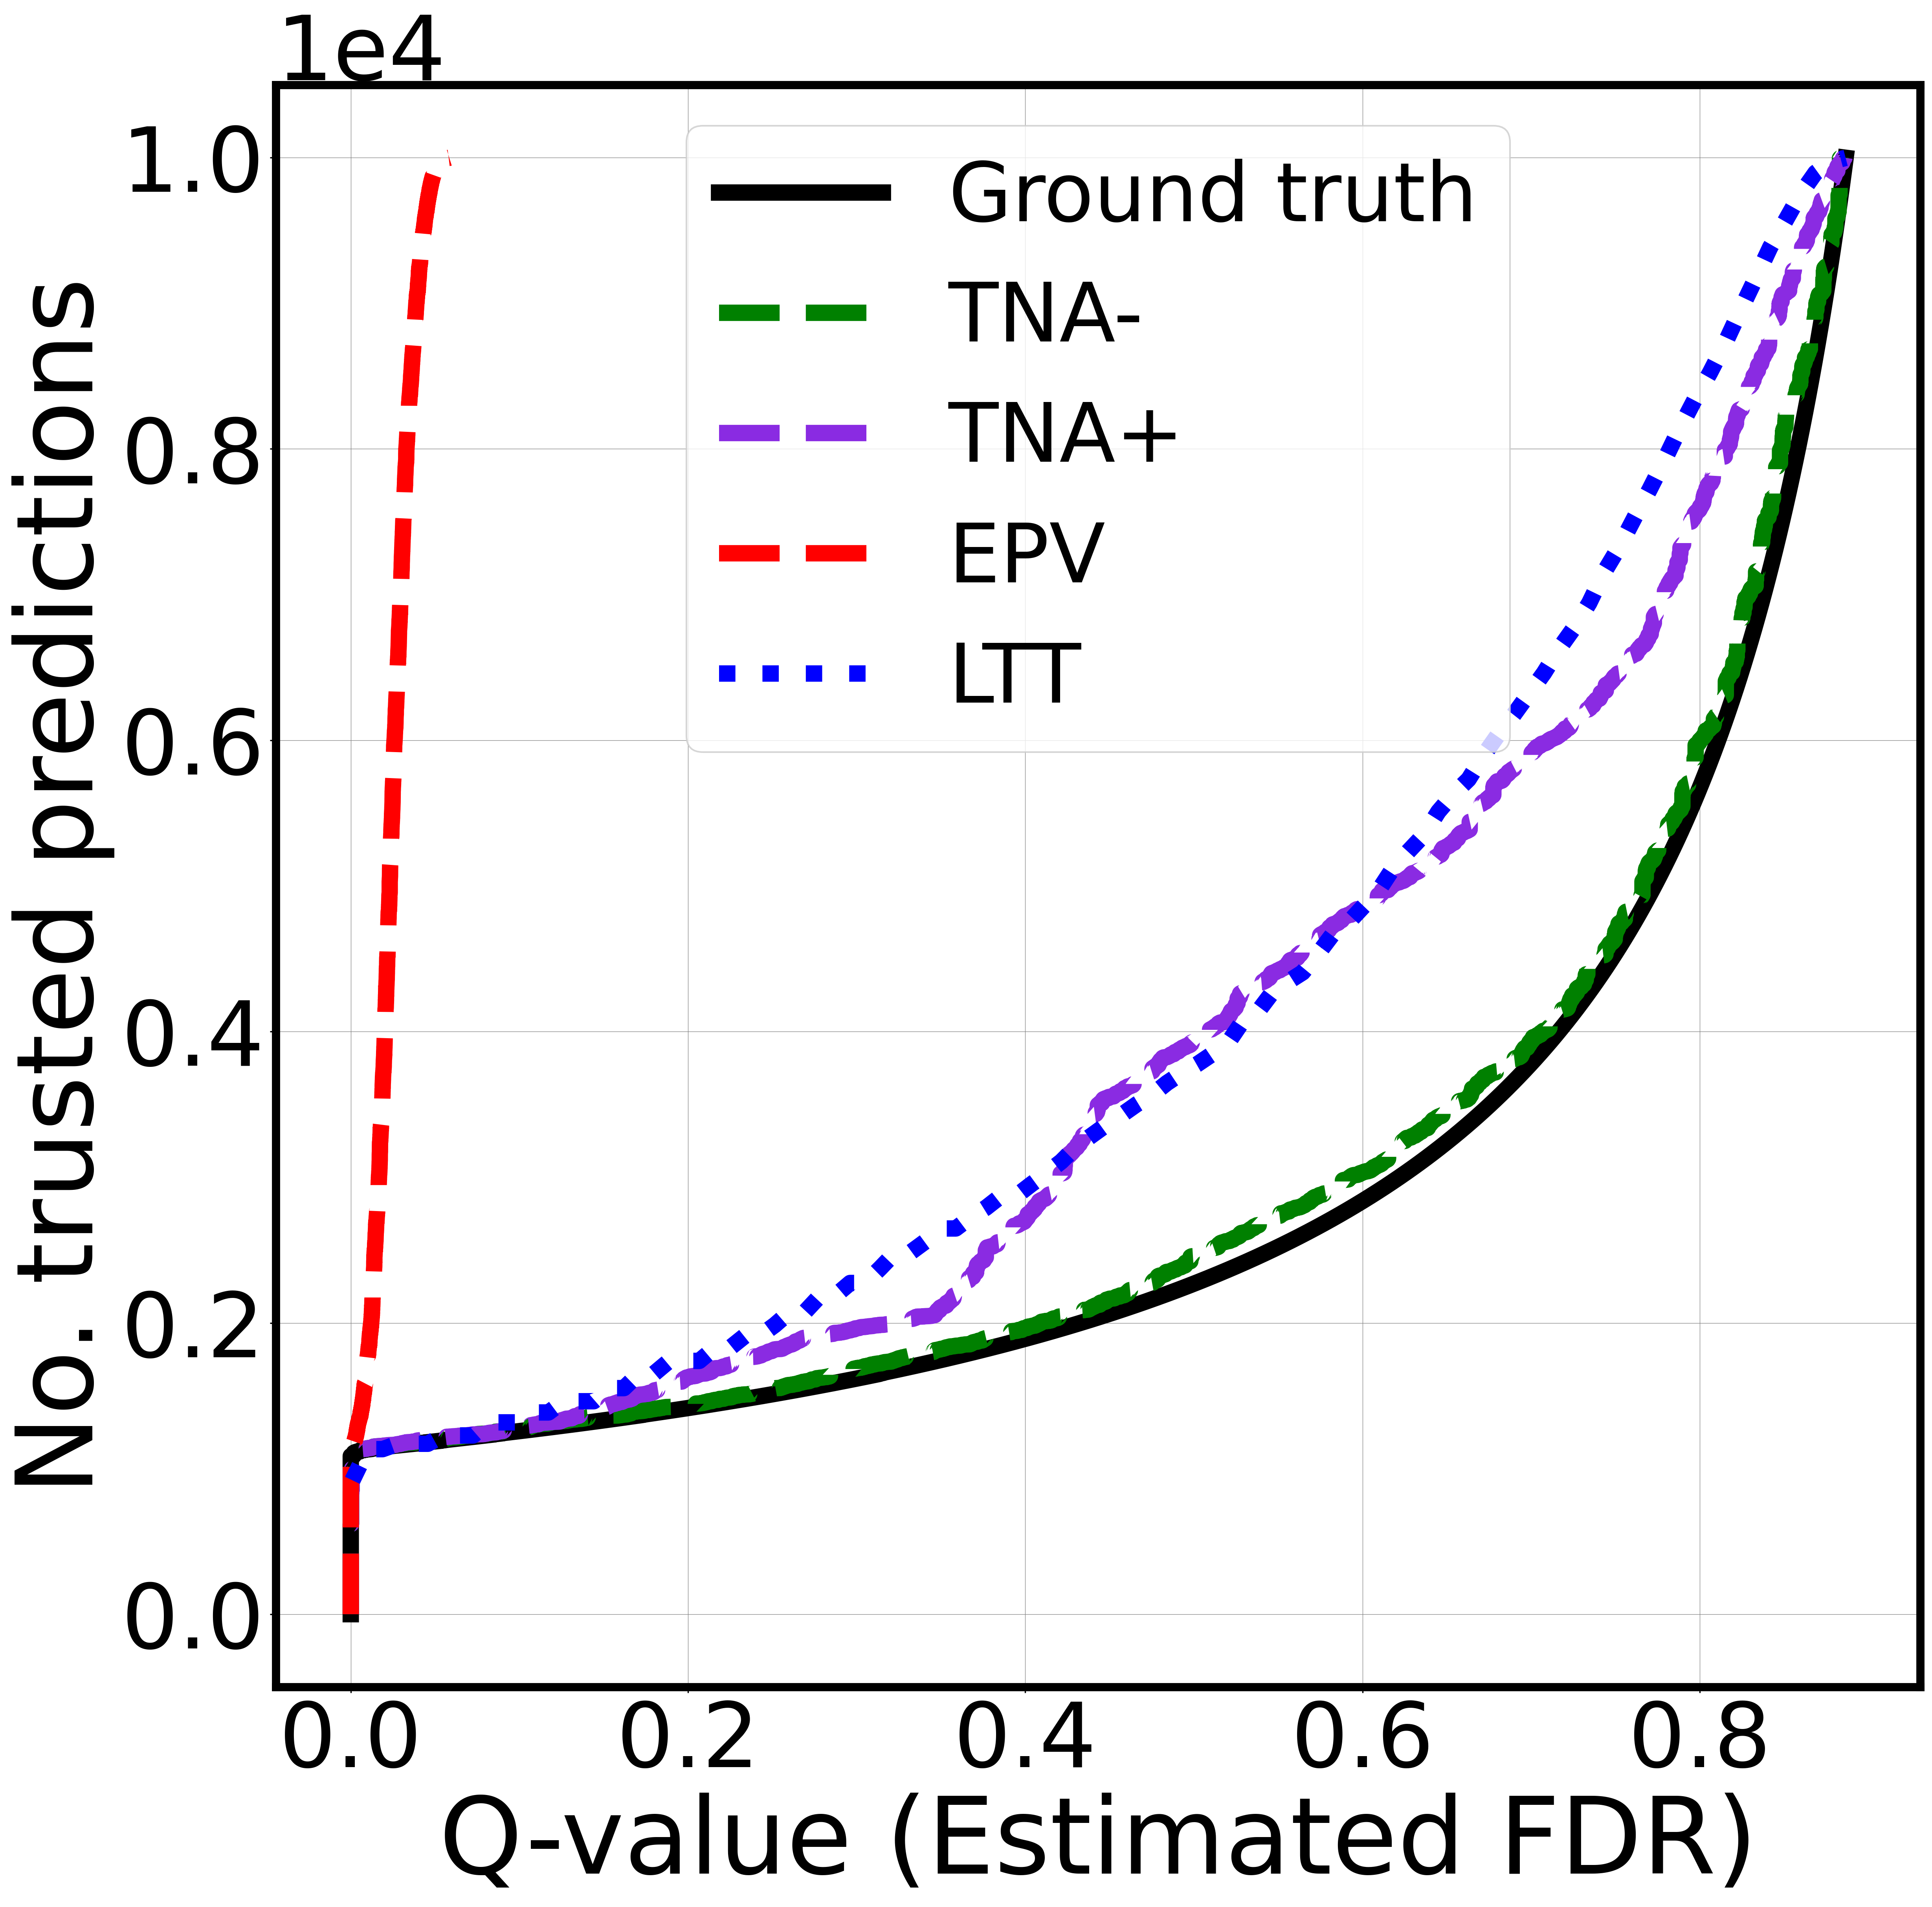 1e4
No. trusted predictions
1.0
0.8
0.6
0.4
0.2
0.0
Ground truth
TNA-
TNA+
EPV
LTT
0.0 0.2 0.4 0.6 0.8
Q-value (Estimated FDR)